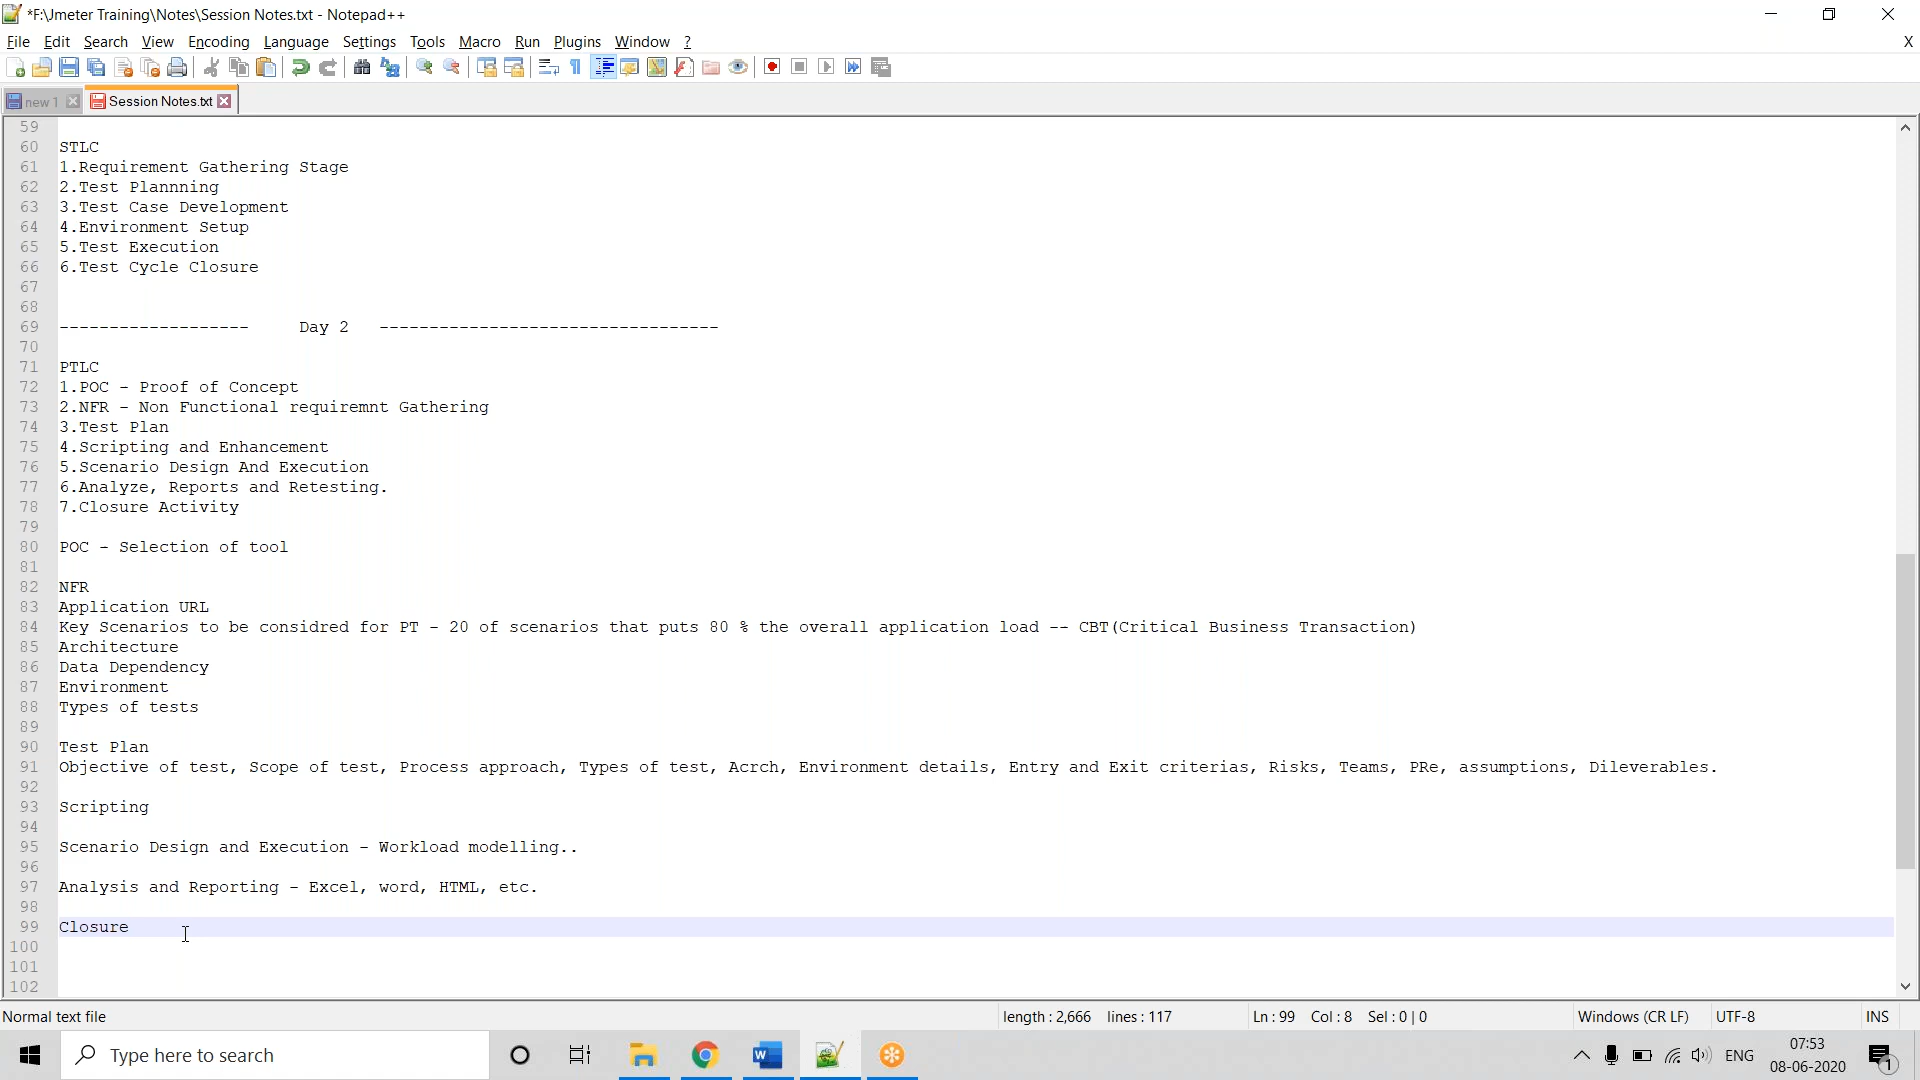 *F:\Jmeter Training\Notes\Session Notes.txt - Notepad++
File Edit Search View Encoding Language Settings Tools Macro Run Plugins Window ? X
new 1 Session Notes.txt
59
60 STLC
61 1.Requirement Gathering Stage
62 2.Test Plannning
63 3.Test Case Development
64 4.Environment Setup
65 5.Test Execution
66 6.Test Cycle Closure
67
68
69 ------------------- Day 2 ----------------------------------
70
71 PTLC
72 1.POC - Proof of Concept
73 2.NFR - Non Functional requiremnt Gathering
74 3.Test Plan
75 4.Scripting and Enhancement
76 5.Scenario Design And Execution
77 6.Analyze, Reports and Retesting.
78 7.Closure Activity
79
80 POC - Selection of tool
81
82 NFR
83 Application URL
84 Key Scenarios to be considred for PT - 20 of scenarios that puts 80 % the overall application load -- CBT(Critical Business Transaction)
85 Architecture
86 Data Dependency
87 Environment
88 Types of tests
89
90 Test Plan
91 Objective of test, Scope of test, Process approach, Types of test, Acrch, Environment details, Entry and Exit criterias, Risks, Teams, PRe, assumptions, Dileverables.
92
93 Scripting
94
95 Scenario Design and Execution - Workload modelling..
96
97 Analysis and Reporting - Excel, word, HTML, etc.
98
99 Closure
100
101
102
Normal text file length : 2,666 lines : 117 Ln : 99 Col : 8 Sel : 0 | 0 Windows (CR LF) UTF-8 INS
Type here to search ENG 07:53
08-06-2020 1